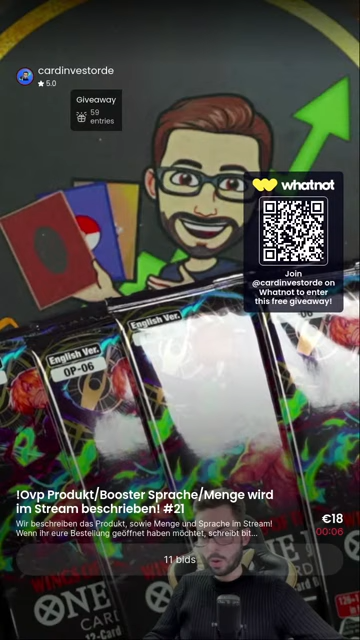 cardinvestorde
5.0
Giveaway
59
entries
whatnot
Join
@cardinvestorde on
Whatnot to enter
this free giveaway!
English Ver.
OP-06
English Ver.
!Ovp Produkt/Booster Sprache/Menge wird
im Stream beschrieben! #21
€18
Wir beschreiben das Produkt, sowie Menge und Sprache im Stream!
00:06
Wenn ihr eure Bestellung geöffnet haben möchtet, schreibt bit...
11 bids